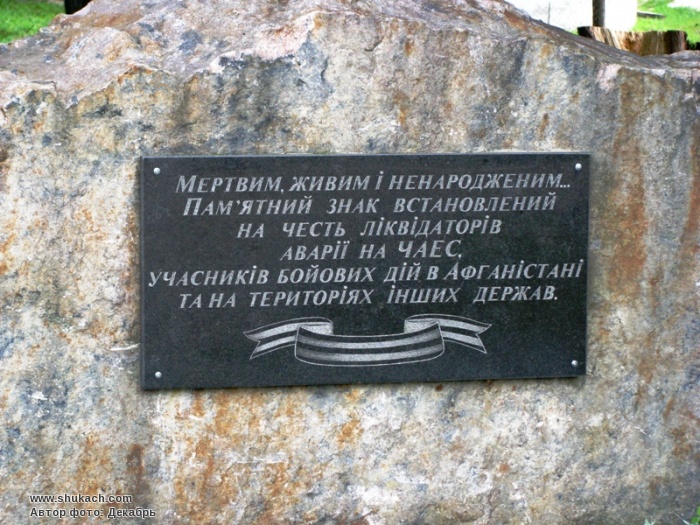 Мертвим, живим і ненародженим...
Пам'ятний знак встановлений
на честь ліквідаторів
аварії на ЧАЕС,
учасників бойових дій в Афганістані
та на територіях інших держав.
www.shukach.com
Автор фото: Декабрь